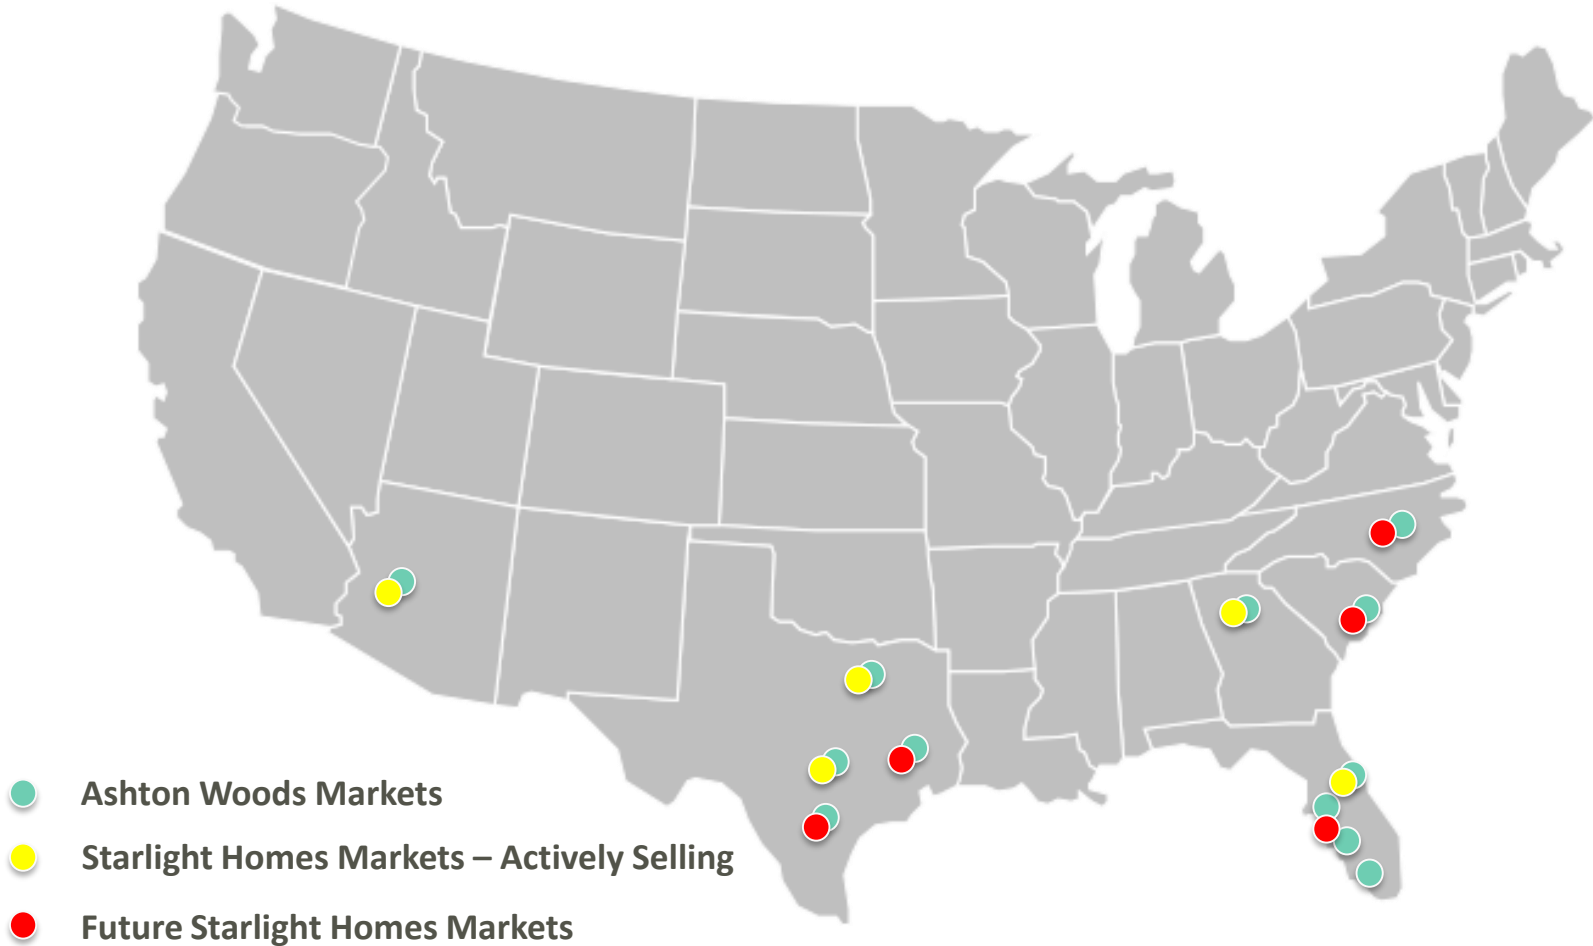 Ashton Woods Markets
Starlight Homes Markets – Actively Selling
Future Starlight Homes Markets